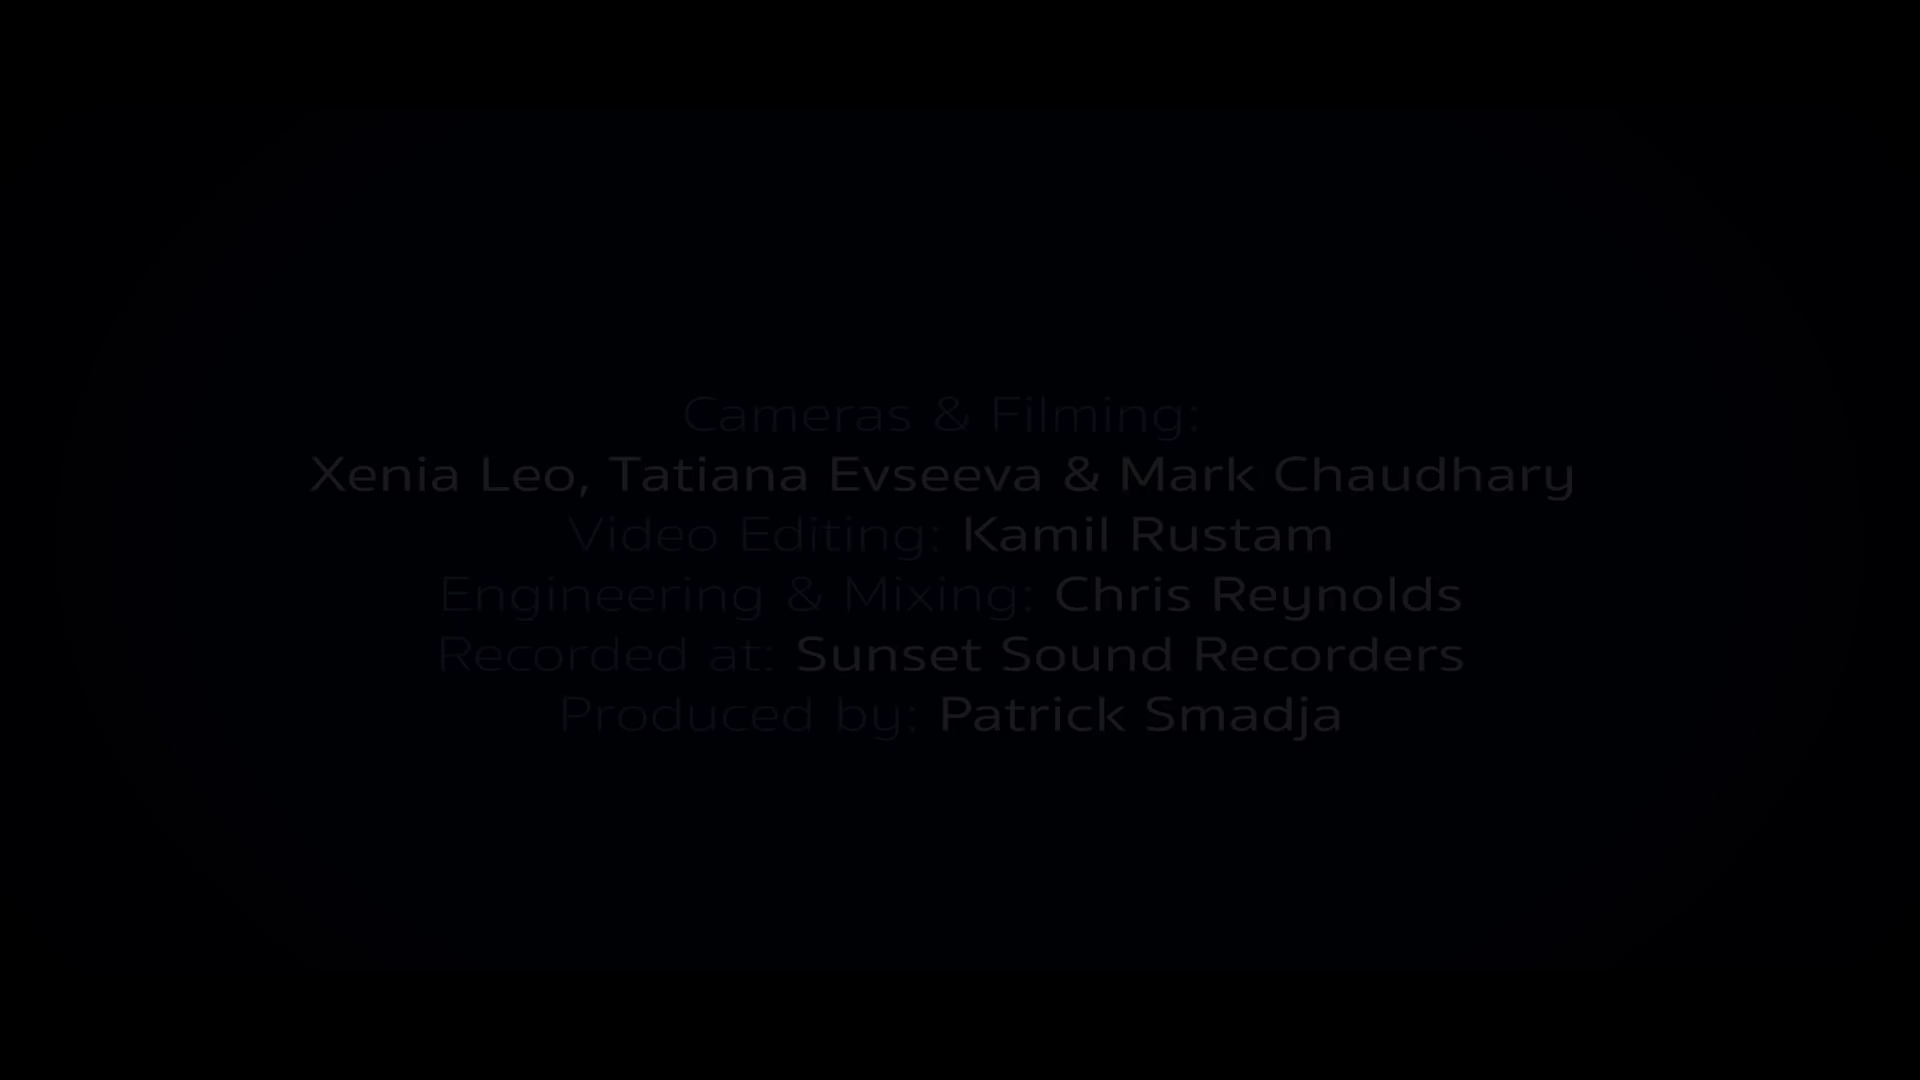 Cameras & Filming:
Xenia Leo, Tatiana Evseeva & Mark Chaudhary
Video Editing: Kamil Rustam
Engineering & Mixing: Chris Reynolds
Recorded at: Sunset Sound Recorders
Produced by: Patrick Smadja